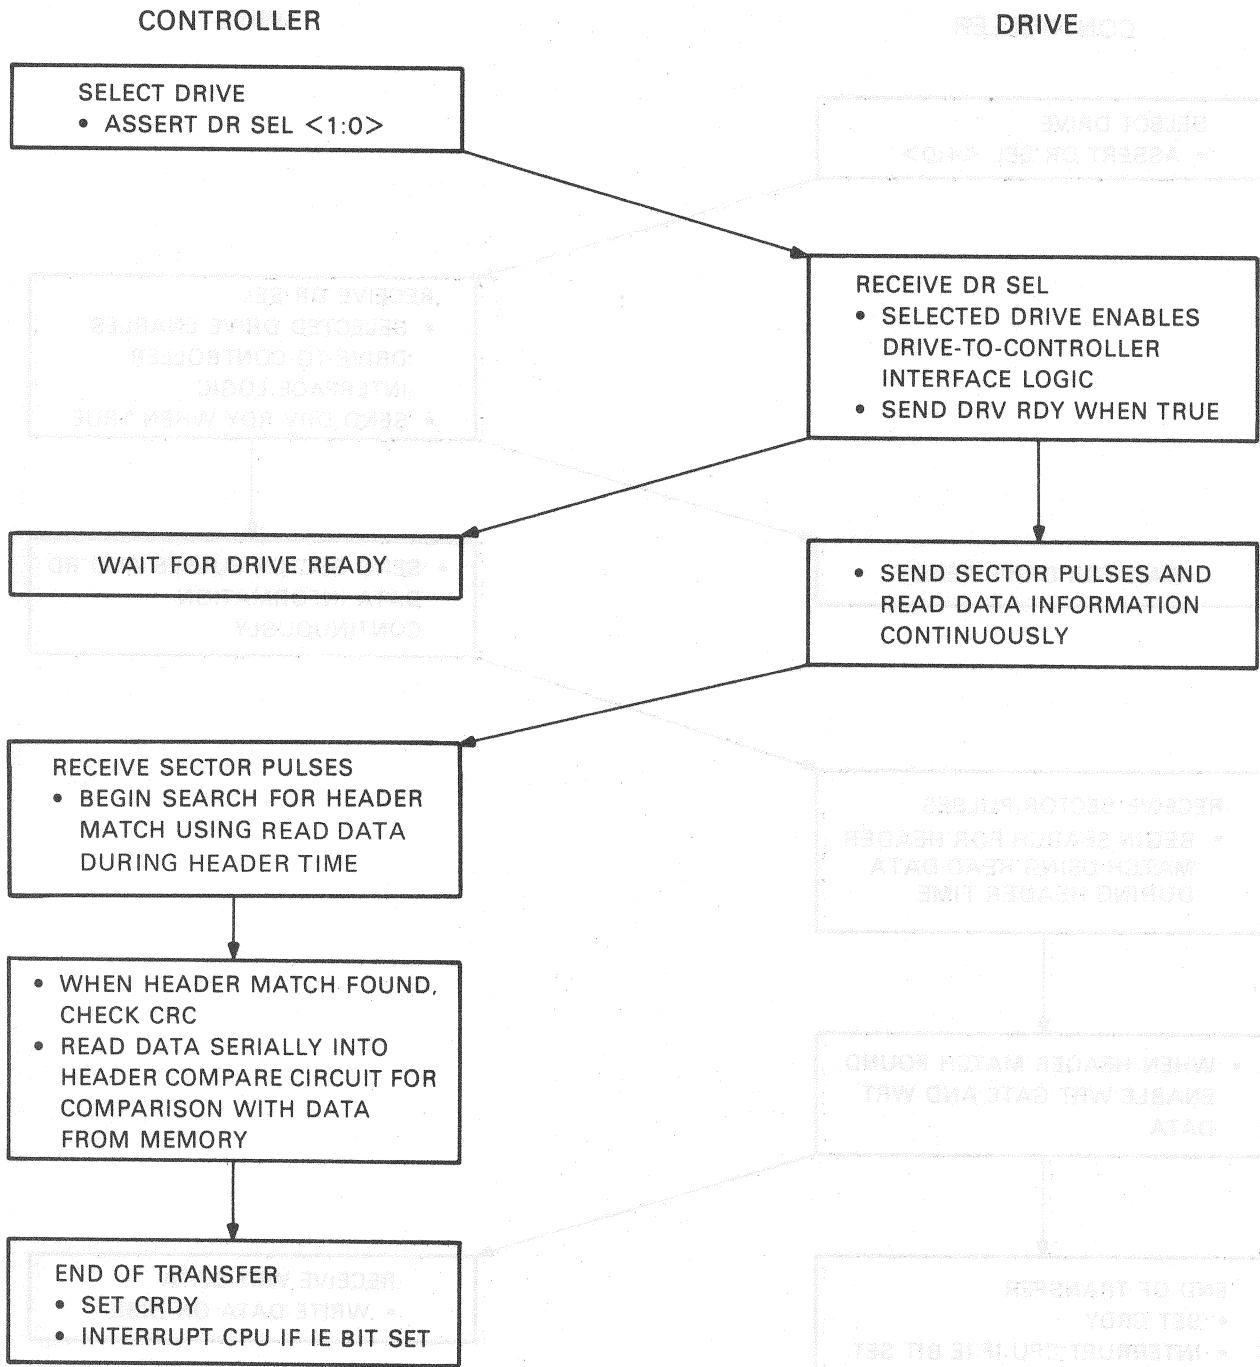 CONTROLLER
DRIVE
SELECT DRIVE
• ASSERT DR SEL <1:0>
RECEIVE DR SEL
• SELECTED DRIVE ENABLES
DRIVE-TO-CONTROLLER
INTERFACE LOGIC
• SEND DRV RDY WHEN TRUE
WAIT FOR DRIVE READY
• SEND SECTOR PULSES AND
READ DATA INFORMATION
CONTINUOUSLY
RECEIVE SECTOR PULSES
• BEGIN SEARCH FOR HEADER
MATCH USING READ DATA
DURING HEADER TIME
• WHEN HEADER MATCH FOUND,
CHECK CRC
• READ DATA SERIALLY INTO
HEADER COMPARE CIRCUIT FOR
COMPARISON WITH DATA
FROM MEMORY
END OF TRANSFER
• SET CRDY
• INTERRUPT CPU IF IE BIT SET